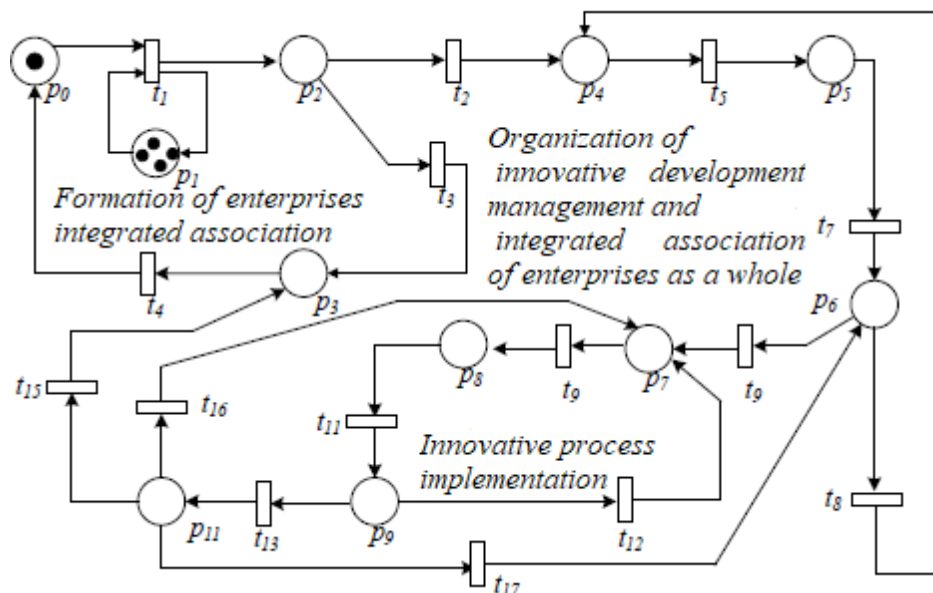 p0
t1
p2
t2
p4
t5
p5
p1
t3
Formation of enterprises
integrated association
Organization of
innovative development
management and
integrated association
of enterprises as a whole
t7
t4
p3
p6
t15
t16
p8
t9
p7
t9
t11
Innovative process
implementation
p11
t13
p9
t12
t8
t17